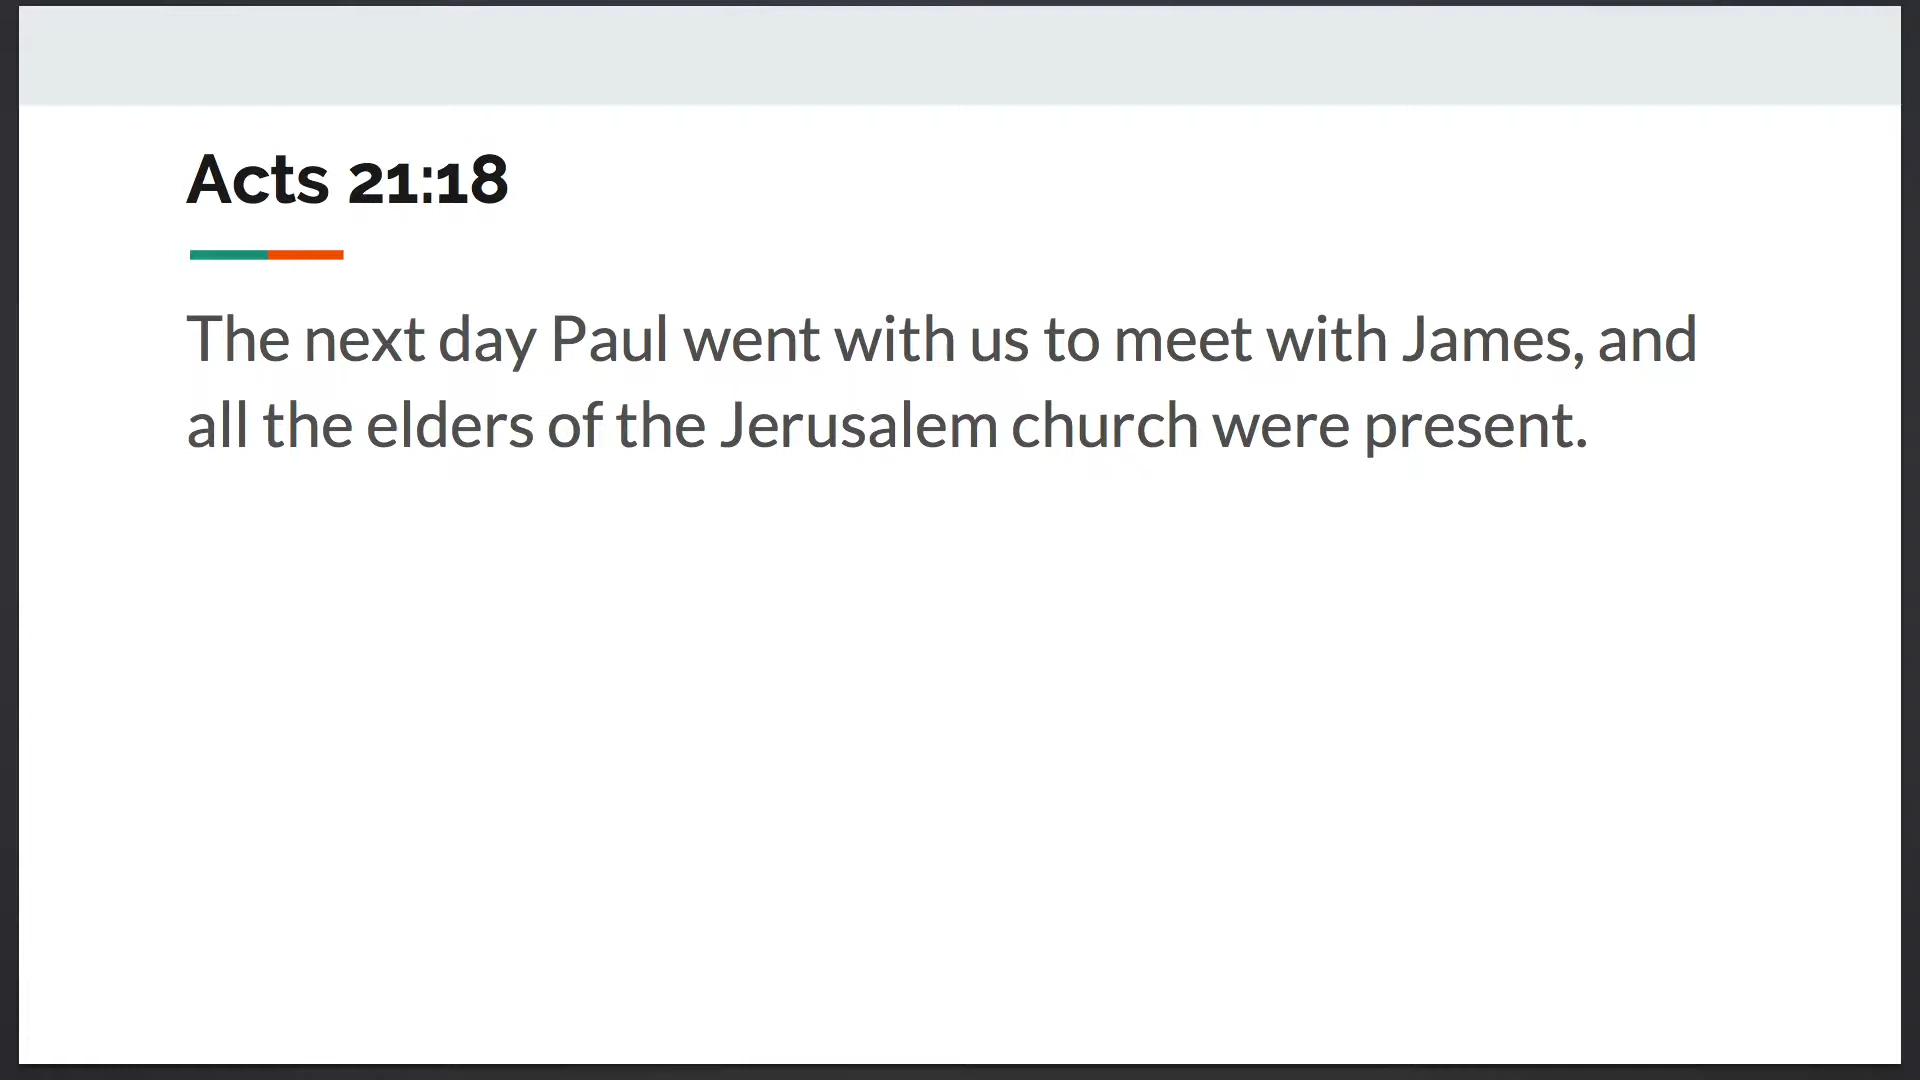 Acts 21:18
The next day Paul went with us to meet with James, and
all the elders of the Jerusalem church were present.